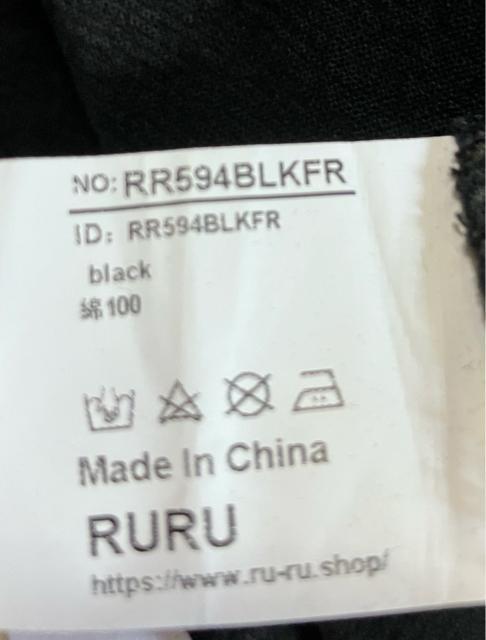 NO: RR594BLKFR
ID: RR594BLKFR
black
綿100
Made In China
RURU
https://www.ru-ru.shop/